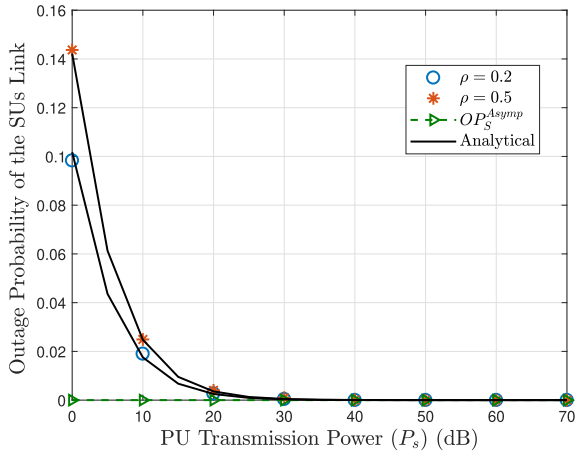 Outage Probability of the SUs Link
0.16
0.14
0.12
0.1
0.08
0.06
0.04
0.02
0
ρ = 0.2
ρ = 0.5
OP_S^{Asymp}
Analytical
0 10 20 30 40 50 60 70
PU Transmission Power (P_s) (dB)